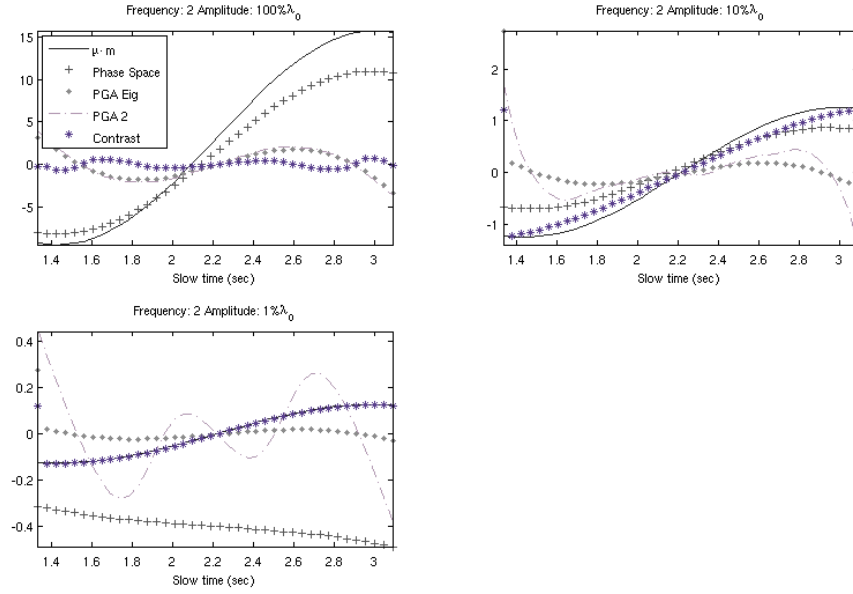 Frequency: 2 Amplitude: 100%λ0
15
10
5
0
-5
μ· m
Phase Space
PGA Eig
PGA 2
Contrast
1.4 1.6 1.8 2 2.2 2.4 2.6 2.8 3
Slow time (sec)
Frequency: 2 Amplitude: 10%λ0
2
1
0
-1
1.4 1.6 1.8 2 2.2 2.4 2.6 2.8 3
Slow time (sec)
Frequency: 2 Amplitude: 1%λ0
0.4
0.2
0
-0.2
-0.4
1.4 1.6 1.8 2 2.2 2.4 2.6 2.8 3
Slow time (sec)